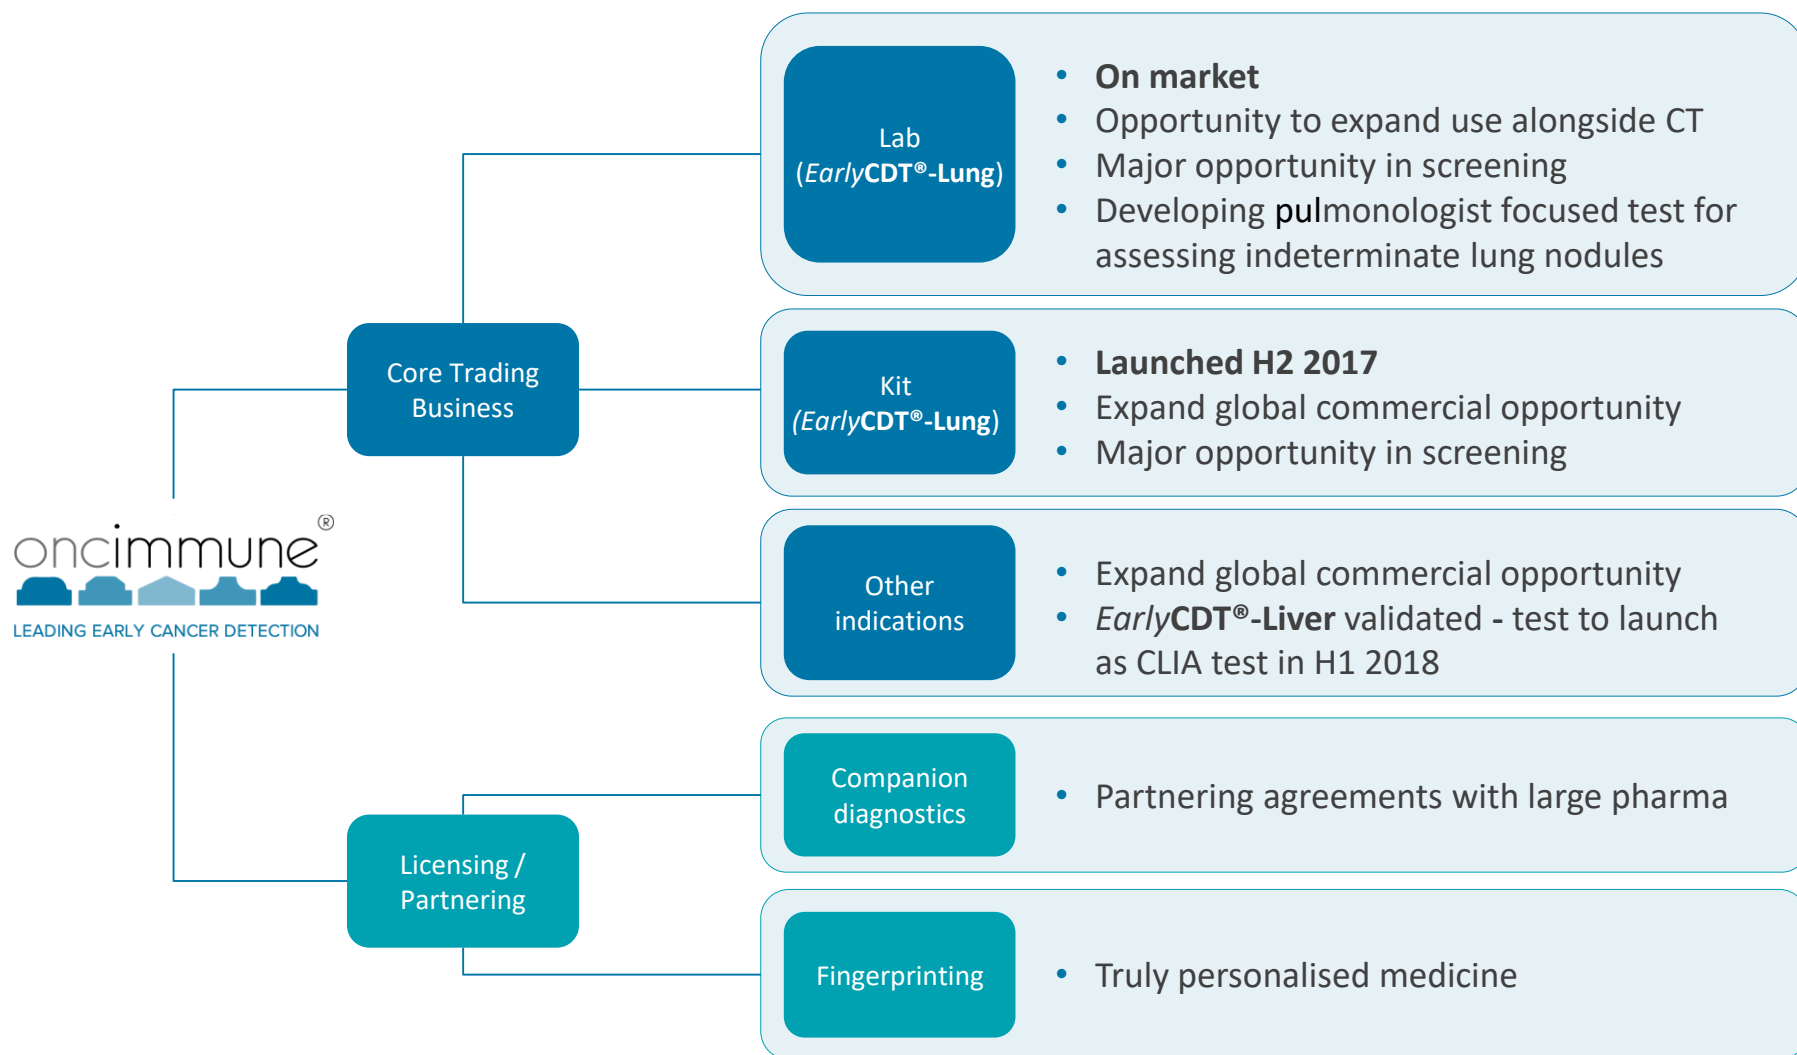 oncimmune®
LEADING EARLY CANCER DETECTION
Core Trading
Business
Lab
(EarlyCDT®-Lung)
• On market
• Opportunity to expand use alongside CT
• Major opportunity in screening
• Developing pulmonologist focused test for
assessing indeterminate lung nodules
Kit
(EarlyCDT®-Lung)
• Launched H2 2017
• Expand global commercial opportunity
• Major opportunity in screening
Other
indications
• Expand global commercial opportunity
• EarlyCDT®-Liver validated - test to launch
as CLIA test in H1 2018
Licensing /
Partnering
Companion
diagnostics
• Partnering agreements with large pharma
Fingerprinting
• Truly personalised medicine